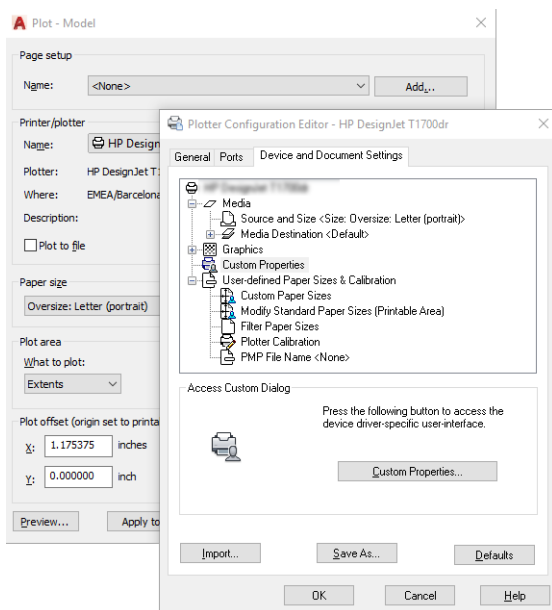 Plot - Model
Page setup
Name: <None> Add...
Printer/plotter
Name: HP Design
Plotter: HP DesignJet T1
Where: EMEA/Barcelona
Description:
Plot to file
Paper size
Oversize: Letter (portrait)
Plot area
What to plot:
Extents
Plot offset (origin set to printa
X: 1.175375 inches
Y: 0.000000 inch
Preview... Apply to
Plotter Configuration Editor - HP DesignJet T1700dr
General Ports Device and Document Settings
HP DesignJet T1700dr
Media
Source and Size <Size: Oversize: Letter (portrait)>
Media Destination <Default>
Graphics
Custom Properties
User-defined Paper Sizes & Calibration
Custom Paper Sizes
Modify Standard Paper Sizes (Printable Area)
Filter Paper Sizes
Plotter Calibration
PMP File Name <None>
Access Custom Dialog
Press the following button to access the
device driver-specific user-interface.
Custom Properties...
Import... Save As... Defaults
OK Cancel Help